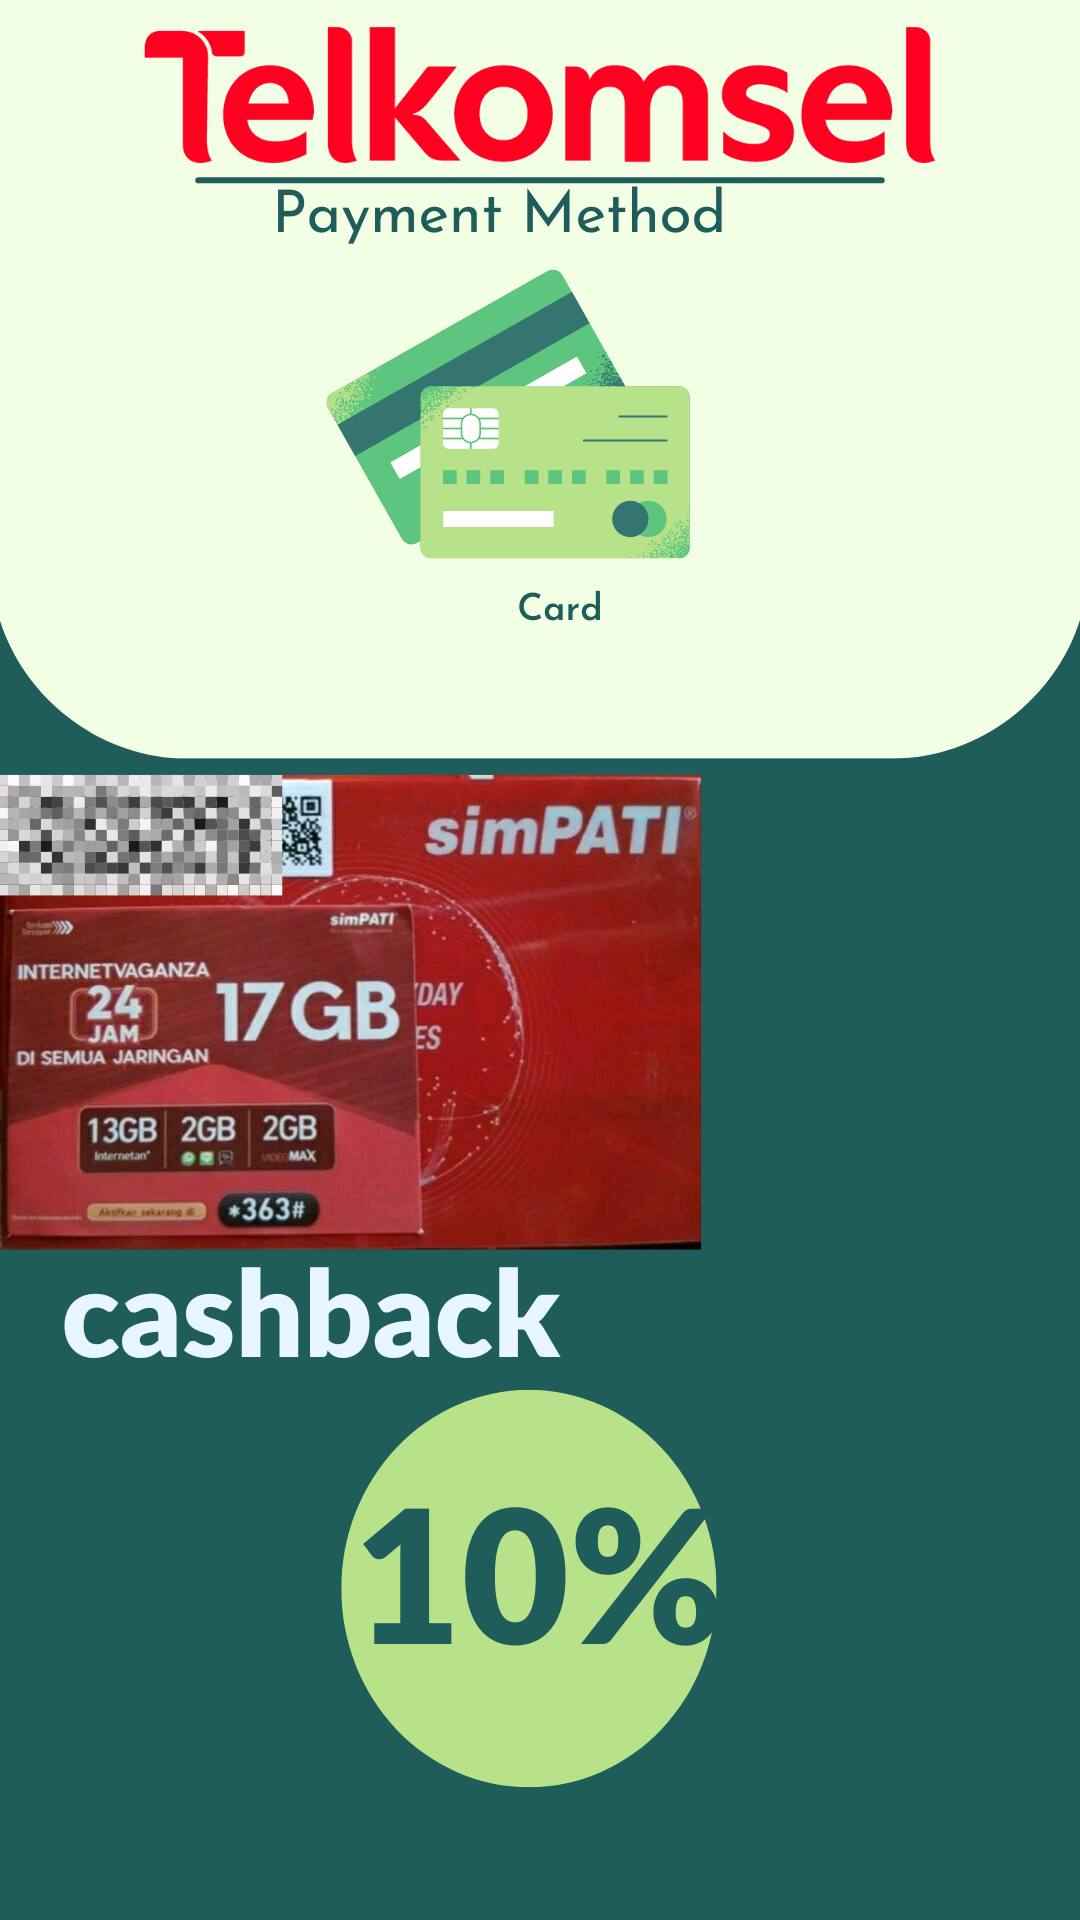 Telkomsel
Payment Method
Card
simPATI®
simPATI
INTERNETVAGANZA
24
JAM
17GB
DI SEMUA JARINGAN
DAY
ES
13GB 2GB 2GB
Internetan* VIDEOMAX
Aktifkan sekarang di *363#
cashback
10%